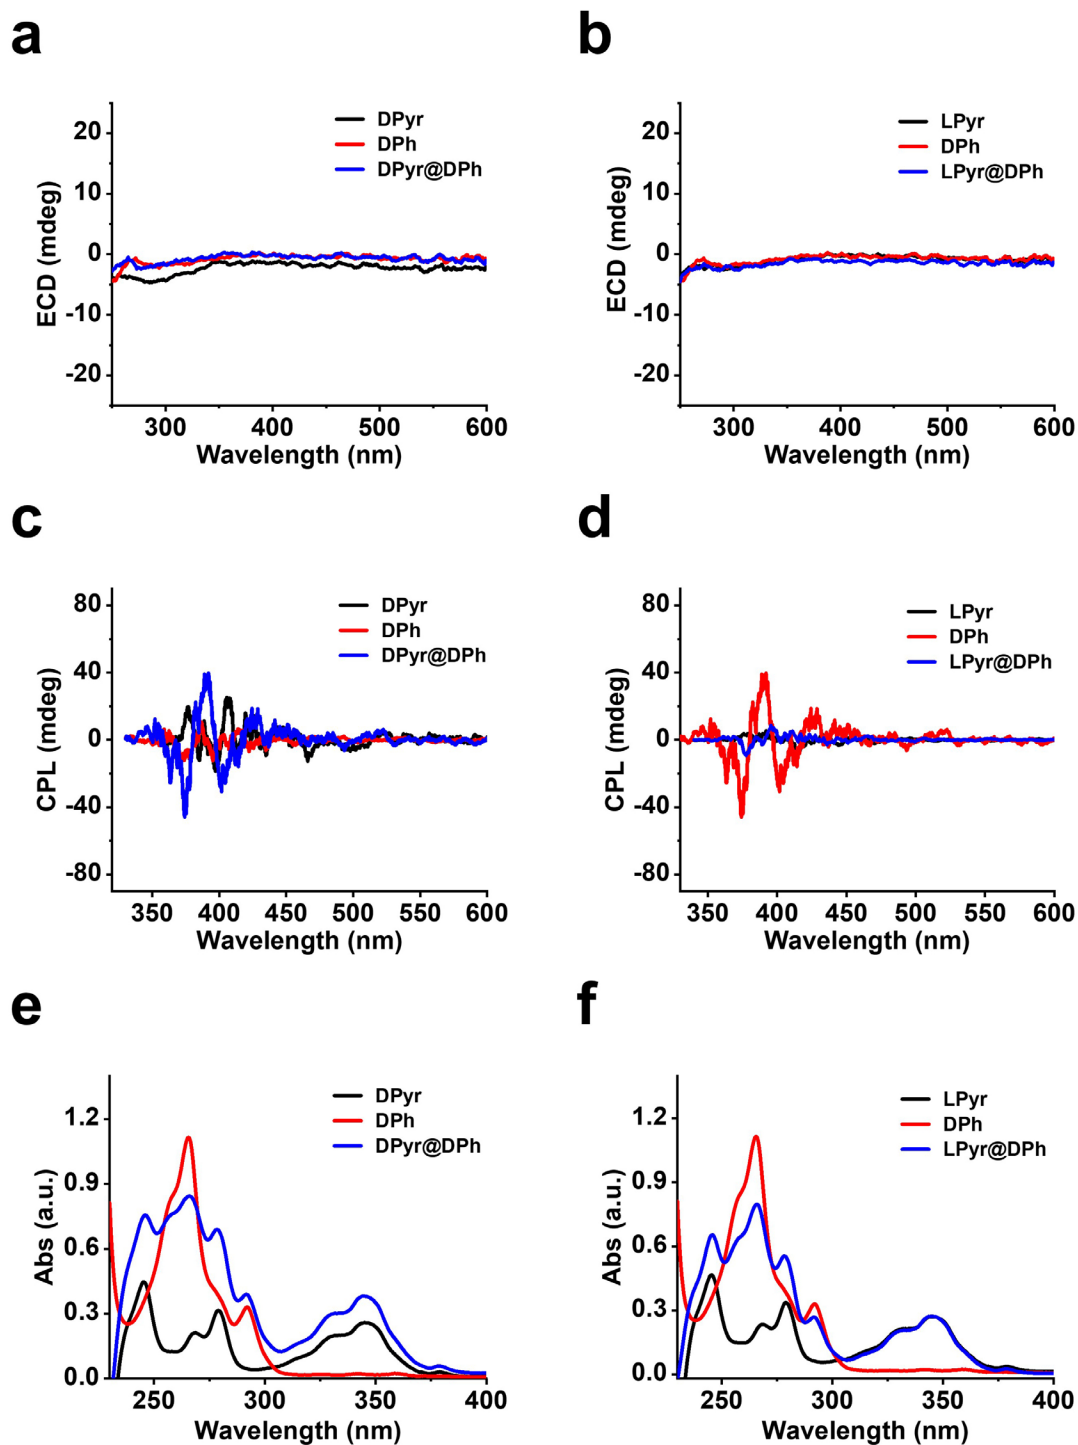 a
b
DPyr
DPh
DPyr@DPh
20
10
0
-10
-20
ECD (mdeg)
300
400
500
600
Wavelength (nm)
LPyr
DPh
LPyr@DPh
20
10
0
-10
-20
ECD (mdeg)
300
400
500
600
Wavelength (nm)
c
d
DPyr
DPh
DPyr@DPh
80
40
0
-40
-80
CPL (mdeg)
350
400
450
500
550
600
Wavelength (nm)
LPyr
DPh
LPyr@DPh
80
40
0
-40
-80
CPL (mdeg)
350
400
450
500
550
600
Wavelength (nm)
e
f
DPyr
DPh
DPyr@DPh
1.2
0.9
0.6
0.3
0.0
Abs (a.u.)
250
300
350
400
Wavelength (nm)
LPyr
DPh
LPyr@DPh
1.2
0.9
0.6
0.3
0.0
Abs (a.u.)
250
300
350
400
Wavelength (nm)